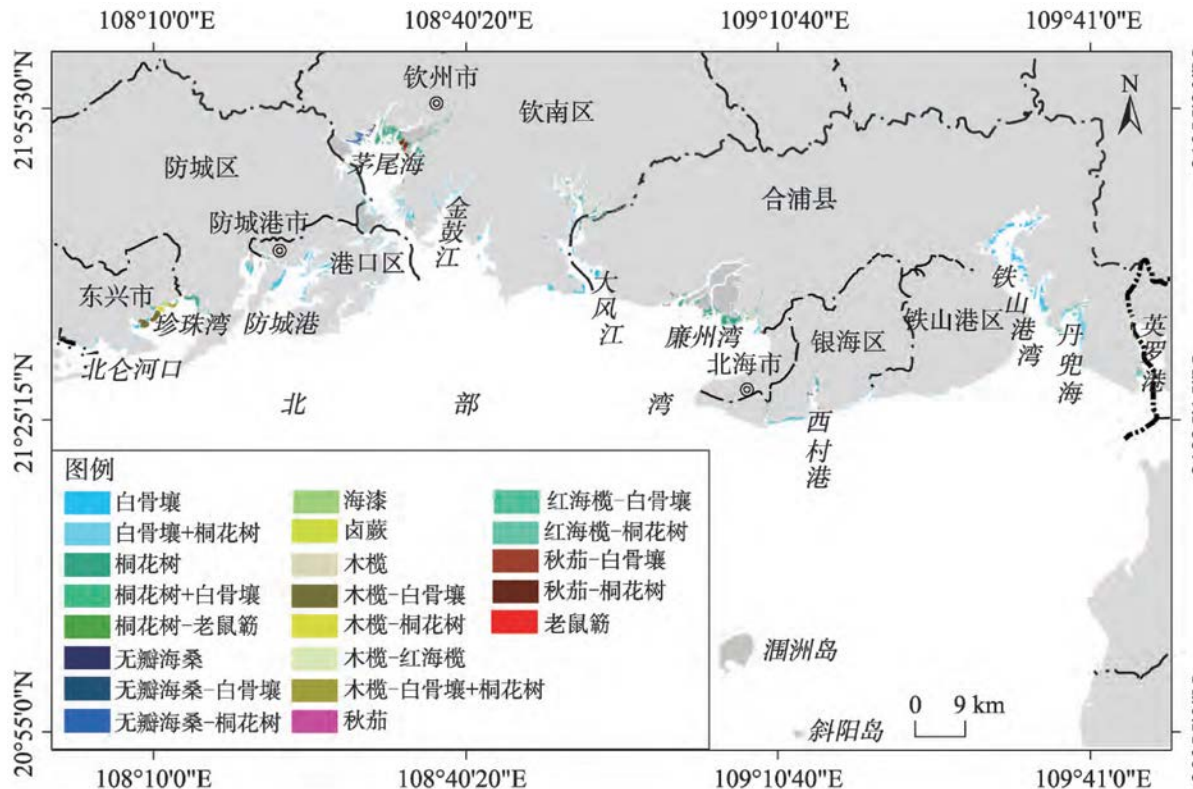 108°10'0"E 108°40'20"E 109°10'40"E 109°41'0"E
21°55'30"N
21°25'15"N
20°55'0"N
N
钦州市
钦南区
防城区
茅尾海
合浦县
防城港市
金鼓江
港口区
东兴市
珍珠湾
防城港
大风江
廉州湾
铁山港湾
铁山港区
银海区
丹兜海
英罗港
北仑河口
北海市
北部湾
西村港
图例
白骨壤
白骨壤+桐花树
桐花树
桐花树+白骨壤
桐花树-老鼠簕
无瓣海桑
无瓣海桑-白骨壤
无瓣海桑-桐花树
海漆
卤蕨
木榄
木榄-白骨壤
木榄-桐花树
木榄-红海榄
木榄-白骨壤+桐花树
秋茄
红海榄-白骨壤
红海榄-桐花树
秋茄-白骨壤
秋茄-桐花树
老鼠簕
涠洲岛
0 9 km
斜阳岛
108°10'0"E 108°40'20"E 109°10'40"E 109°41'0"E